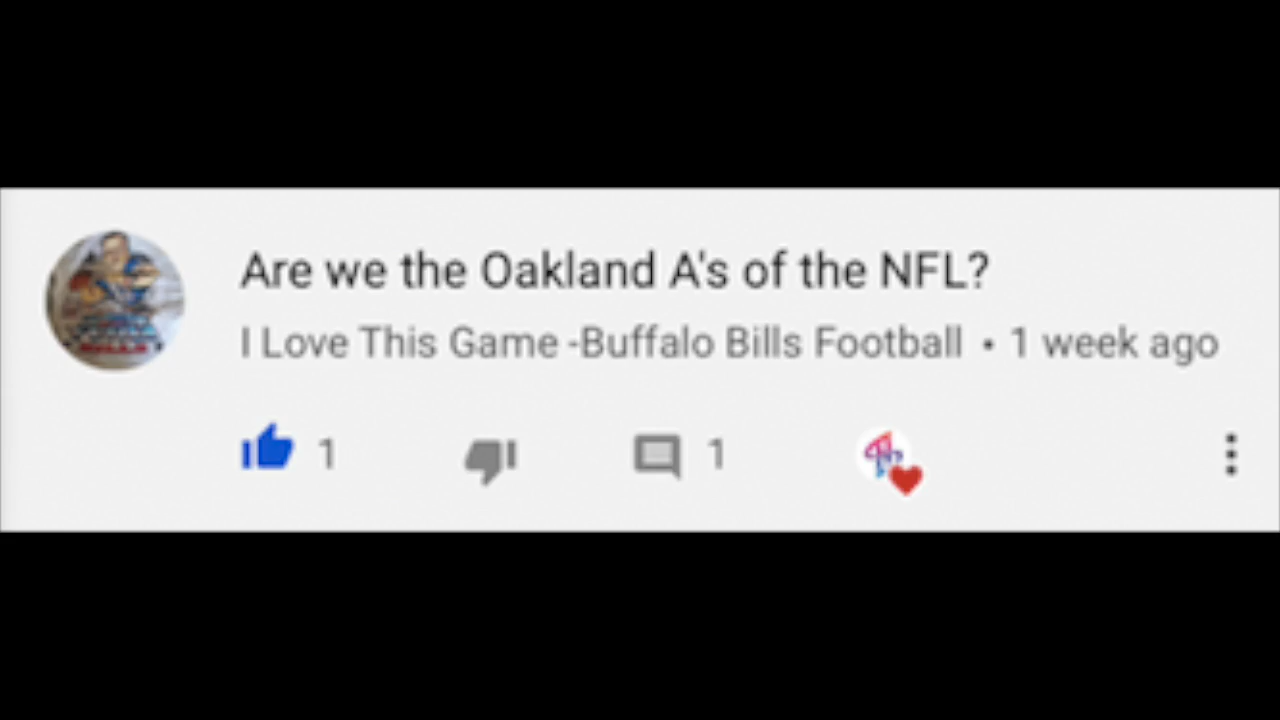 Are we the Oakland A's of the NFL?
I Love This Game -Buffalo Bills Football • 1 week ago
1 1